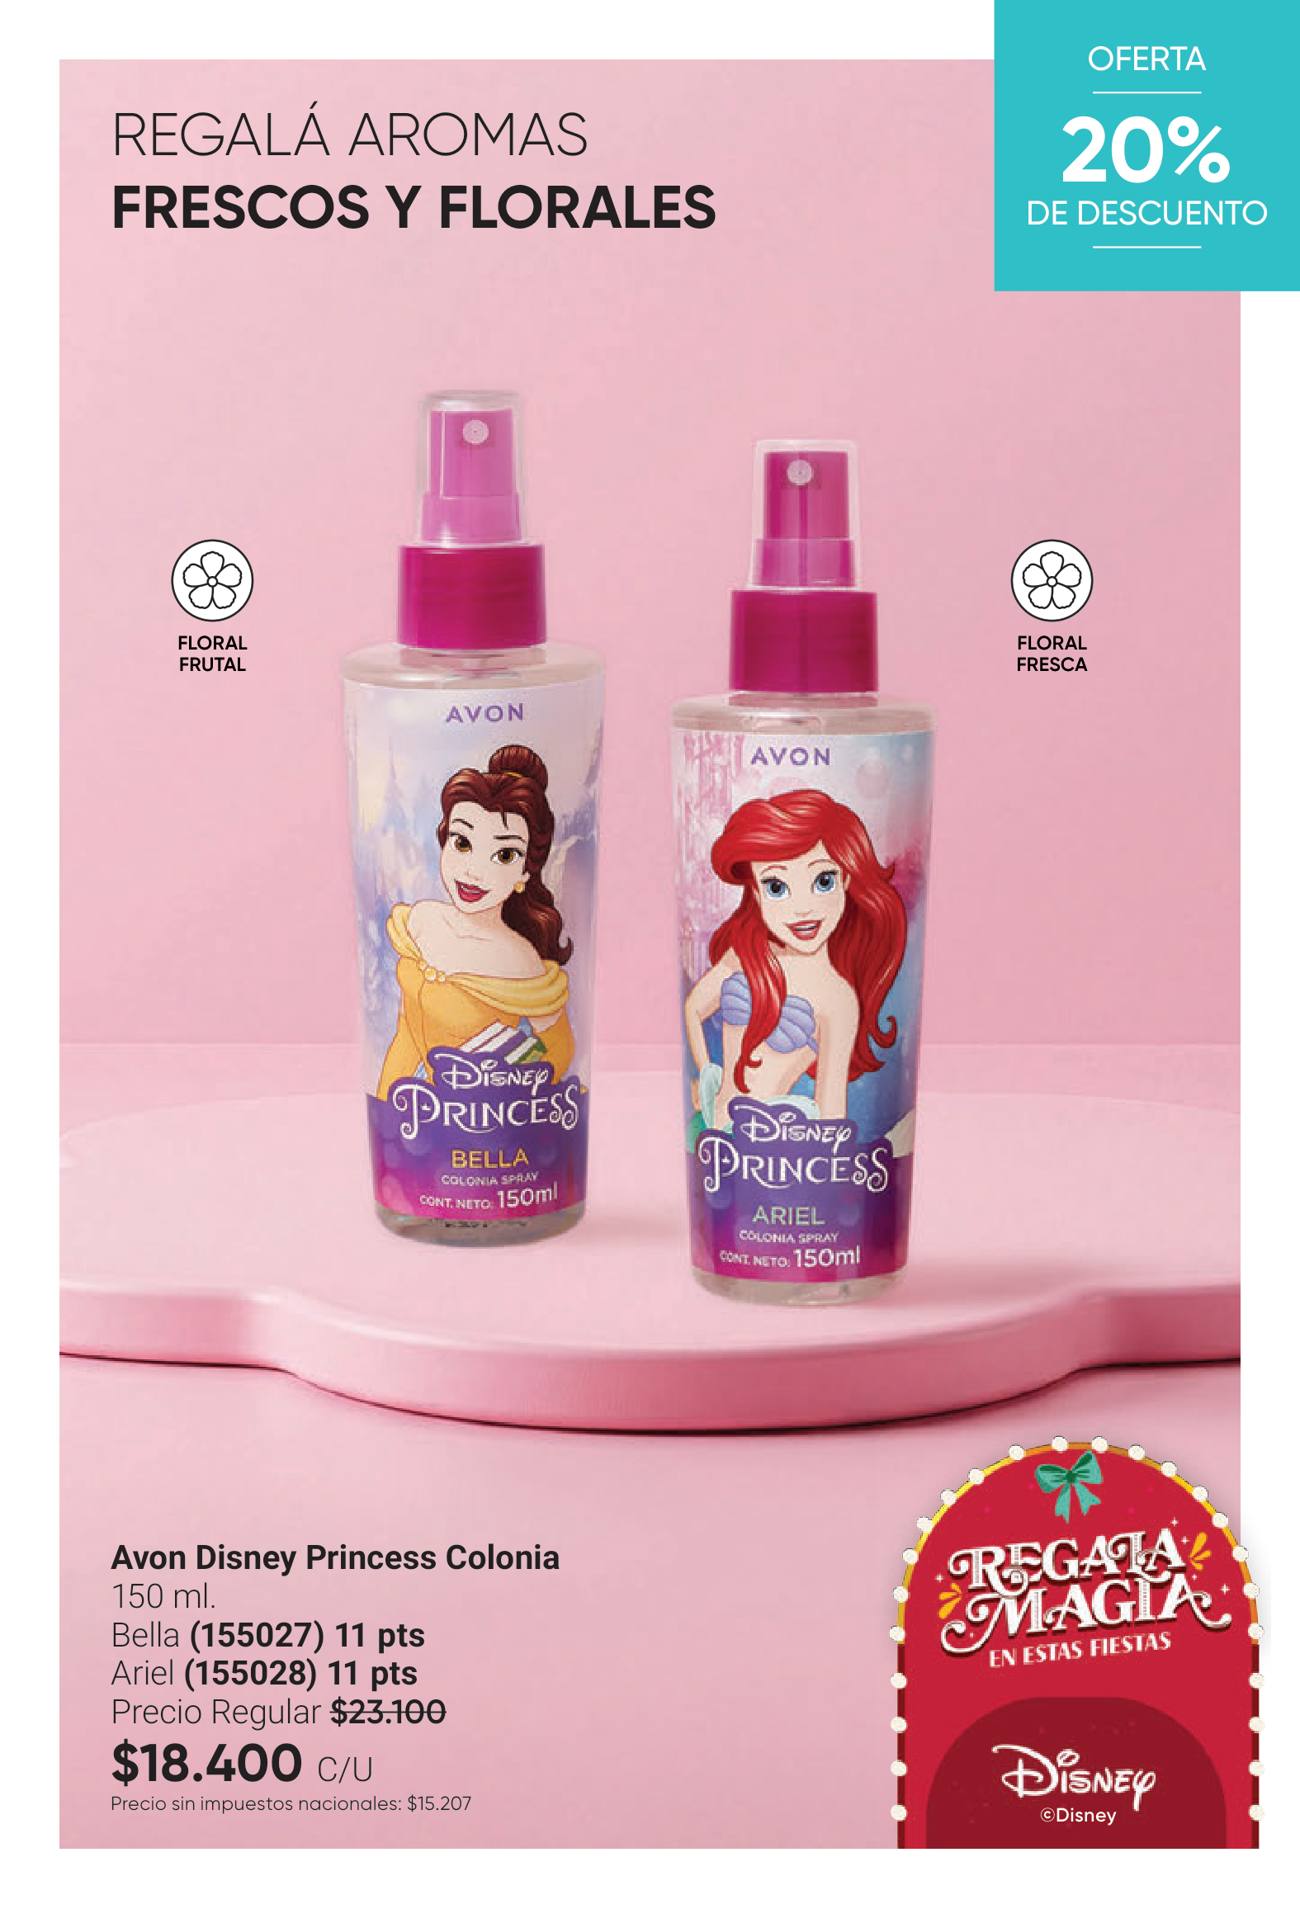 OFERTA
20%
DE DESCUENTO
REGALÁ AROMAS
FRESCOS Y FLORALES
FLORAL
FRUTAL
FLORAL
FRESCA
AVON
Disney
PRINCESS
BELLA
COLONIA SPRAY
CONT. NETO: 150ml
AVON
Disney
PRINCESS
ARIEL
COLONIA SPRAY
CONT. NETO: 150ml
Avon Disney Princess Colonia
150 ml.
Bella (155027) 11 pts
Ariel (155028) 11 pts
Precio Regular $23.100
$18.400 C/U
Precio sin impuestos nacionales: $15.207
REGALA
MAGIA
EN ESTAS FIESTAS
Disney
©Disney